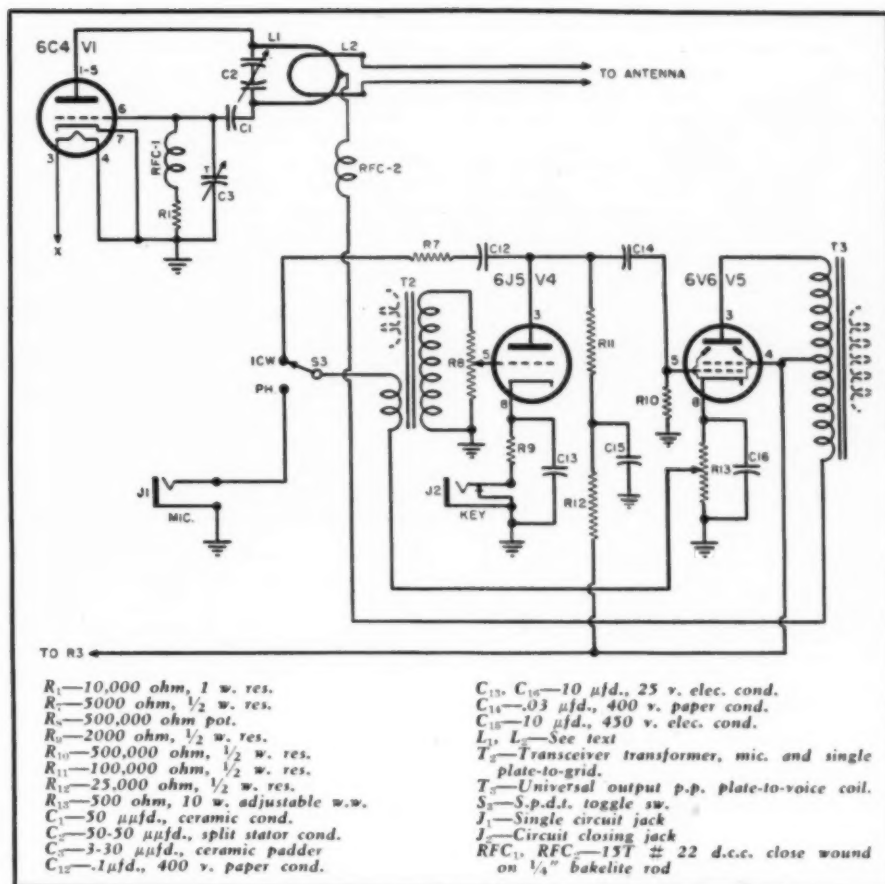 6C4 V1
1-5
6
7
3
4
X
RFC-1
R1
T
C3
C1
C2
L1
L2
TO ANTENNA
RFC-2
R7
C12
C14
T3
T2
6J5 V4
6V6 V5
3
3
ICW
S3
PH.
R8
5
R11
5
4
R10
8
8
R9
C13
C15
R13
C16
J1
MIC.
J2
KEY
R12
TO R3
R₁—10,000 ohm, 1 w. res.
R₇—5000 ohm, 1/2 w. res.
R₈—500,000 ohm pot.
R₉—2000 ohm, 1/2 w. res.
R₁₀—500,000 ohm, 1/2 w. res.
R₁₁—100,000 ohm, 1/2 w. res.
R₁₂—25,000 ohm, 1/2 w. res.
R₁₃—500 ohm, 10 w. adjustable w.w.
C₁—50 μμfd., ceramic cond.
C₂—50-50 μμfd., split stator cond.
C₃—3-30 μμfd., ceramic padder
C₁₂—.1μfd., 400 v. paper cond.
C₁₃, C₁₆—10 μfd., 25 v. elec. cond.
C₁₄—.03 μfd., 400 v. paper cond.
C₁₅—10 μfd., 450 v. elec. cond.
L₁, L₂—See text
T₂—Transceiver transformer, mic. and single
plate-to-grid.
T₃—Universal output p.p. plate-to-voice coil.
S₃—S.p.d.t. toggle sw.
J₁—Single circuit jack
J₂—Circuit closing jack
RFC₁, RFC₂—15T # 22 d.c.c. close wound
on 1/4" bakelite rod